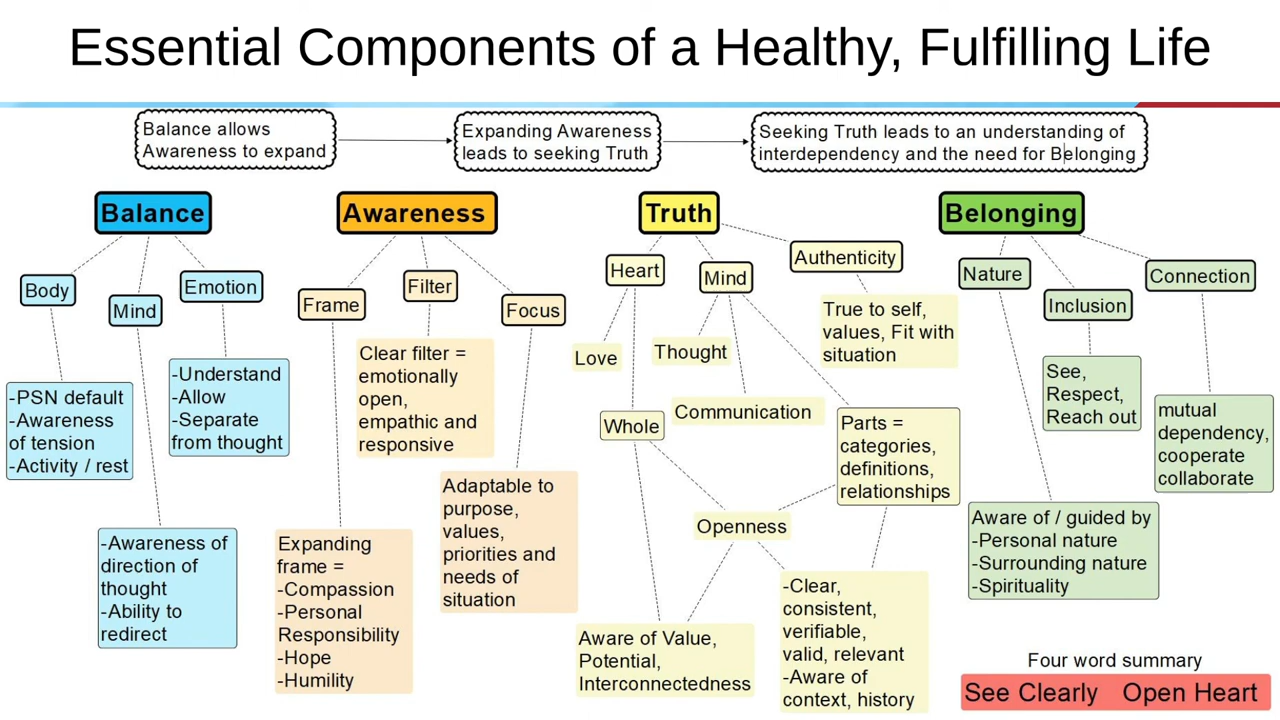 Essential Components of a Healthy, Fulfilling Life
Balance allows
Awareness to expand
Expanding Awareness
leads to seeking Truth
Seeking Truth leads to an understanding of
interdependency and the need for Belonging
Balance
Awareness
Truth
Belonging
Body
Mind
Emotion
-PSN default
-Awareness
of tension
-Activity / rest
-Awareness of
direction of
thought
-Ability to
redirect
-Understand
-Allow
-Separate
from thought
Frame
Filter
Focus
Expanding
frame =
-Compassion
-Personal
Responsibility
-Hope
-Humility
Clear filter =
emotionally
open,
empathic and
responsive
Adaptable to
purpose,
values,
priorities and
needs of
situation
Heart
Mind
Authenticity
Love
Whole
Thought
Communication
True to self,
values, Fit with
situation
Parts =
categories,
definitions,
relationships
Openness
Aware of Value,
Potential,
Interconnectedness
-Clear,
consistent,
verifiable,
valid, relevant
-Aware of
context, history
Nature
Inclusion
Connection
See,
Respect,
Reach out
mutual
dependency,
cooperate
collaborate
Aware of / guided by
-Personal nature
-Surrounding nature
-Spirituality
Four word summary
See Clearly Open Heart